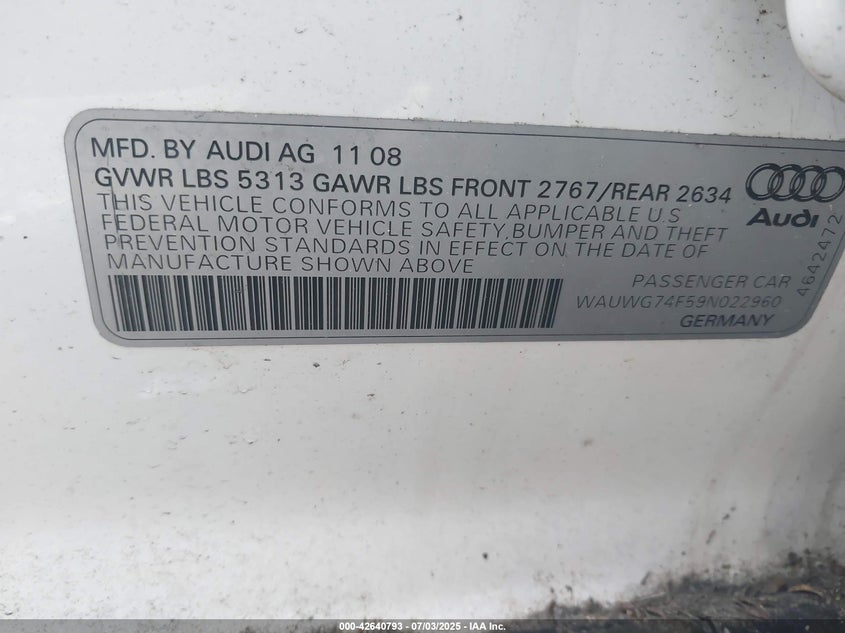 MFD. BY AUDI AG 11 08
GVWR LBS 5313 GAWR LBS FRONT 2767/REAR 2634
THIS VEHICLE CONFORMS TO ALL APPLICABLE U.S
FEDERAL MOTOR VEHICLE SAFETY, BUMPER AND THEFT
PREVENTION STANDARDS IN EFFECT ON THE DATE OF
MANUFACTURE SHOWN ABOVE
Audi
4642472
PASSENGER CAR
WAUWG74F59N022960
GERMANY
000-42640793 - 07/03/2025 - IAA Inc.